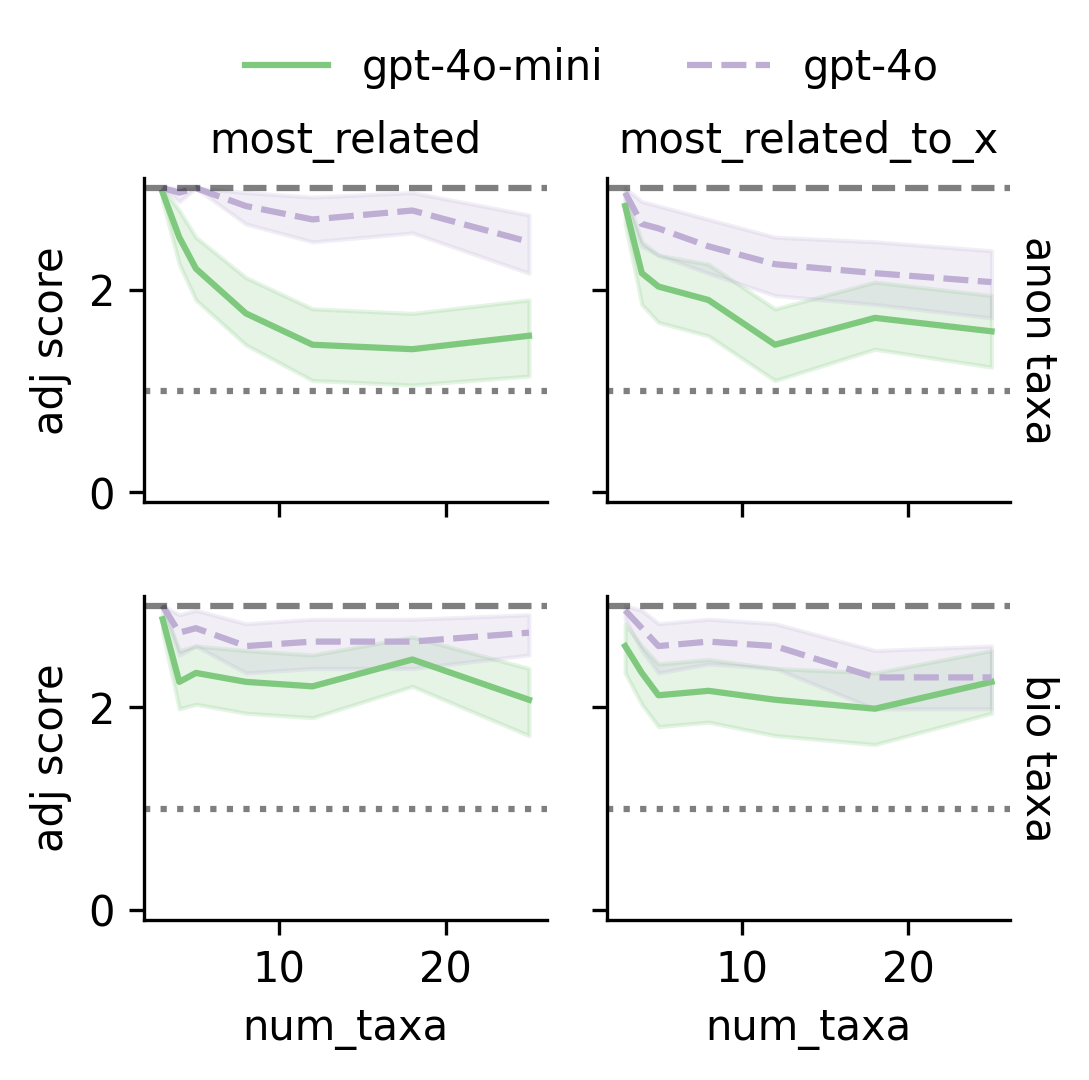 gpt-4o-mini gpt-4o
most_related most_related_to_x
adj score
2
0
anon taxa
adj score
2
0
bio taxa
10 20 10 20
num_taxa num_taxa